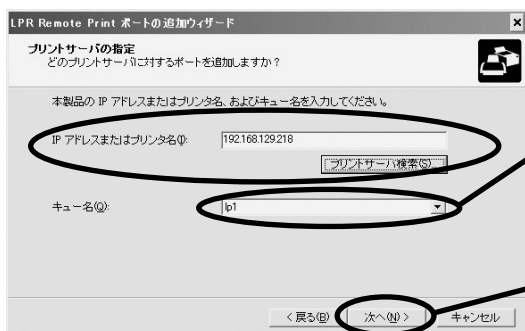 LPR Remote Print ポートの追加ウィザード
プリントサーバの指定
どのプリントサーバに対するポートを追加しますか?
本製品の IP アドレスまたはプリンタ名、およびキュー名を入力してください。
IP アドレスまたはプリンタ名(I):
192.168.129.218
プリントサーバ検索(S)...
キュー名(Q):
lp1
< 戻る(B)
次へ(N) >
キャンセル